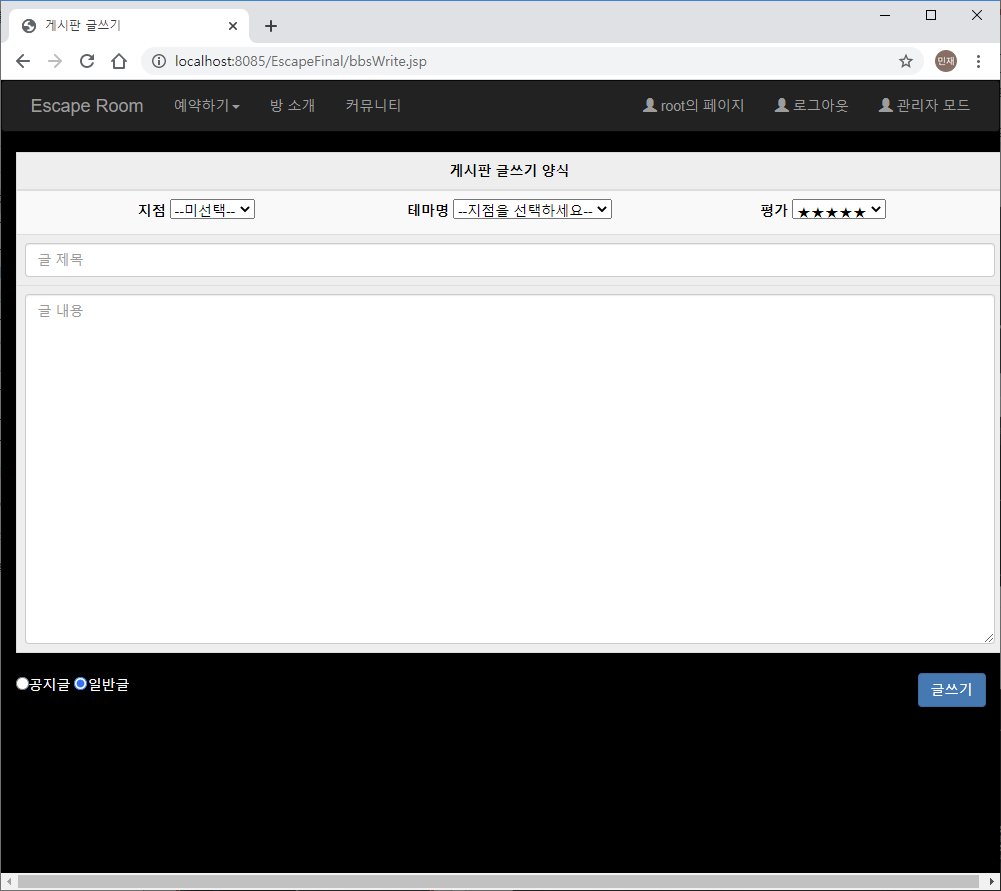 게시판 글쓰기
localhost:8085/EscapeFinal/bbsWrite.jsp
민재
Escape Room 예약하기 방 소개 커뮤니티 root의 페이지 로그아웃 관리자 모드
게시판 글쓰기 양식
지점 --미선택-- 테마명 --지점을 선택하세요-- 평가 ★★★★★
글 제목
글 내용
공지글 일반글 글쓰기